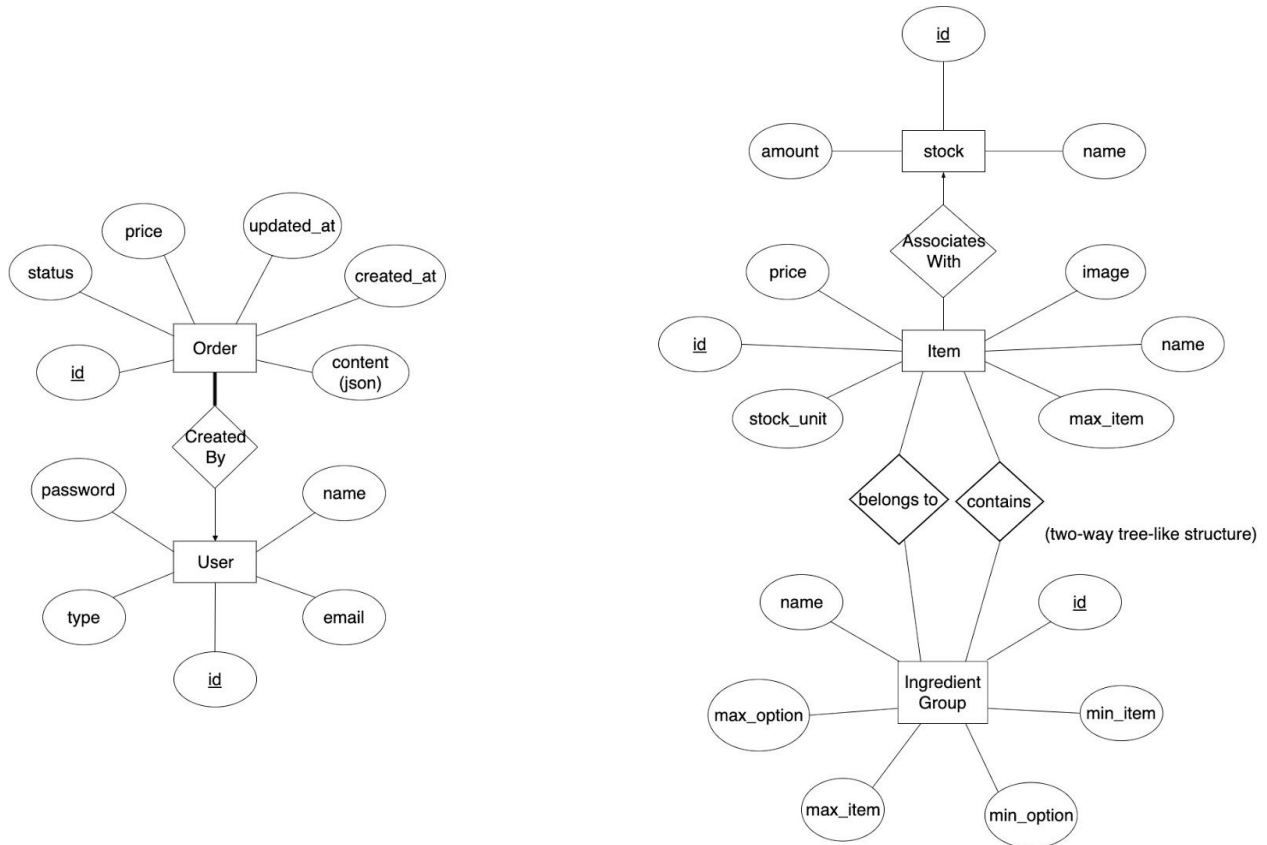 updated_at
price
created_at
status
Order
id
content
(json)
Created
By
password
name
User
type
email
id
id
amount
stock
name
Associates
With
price
image
id
Item
name
stock_unit
max_item
belongs to
contains
(two-way tree-like structure)
name
id
Ingredient
Group
max_option
min_item
max_item
min_option